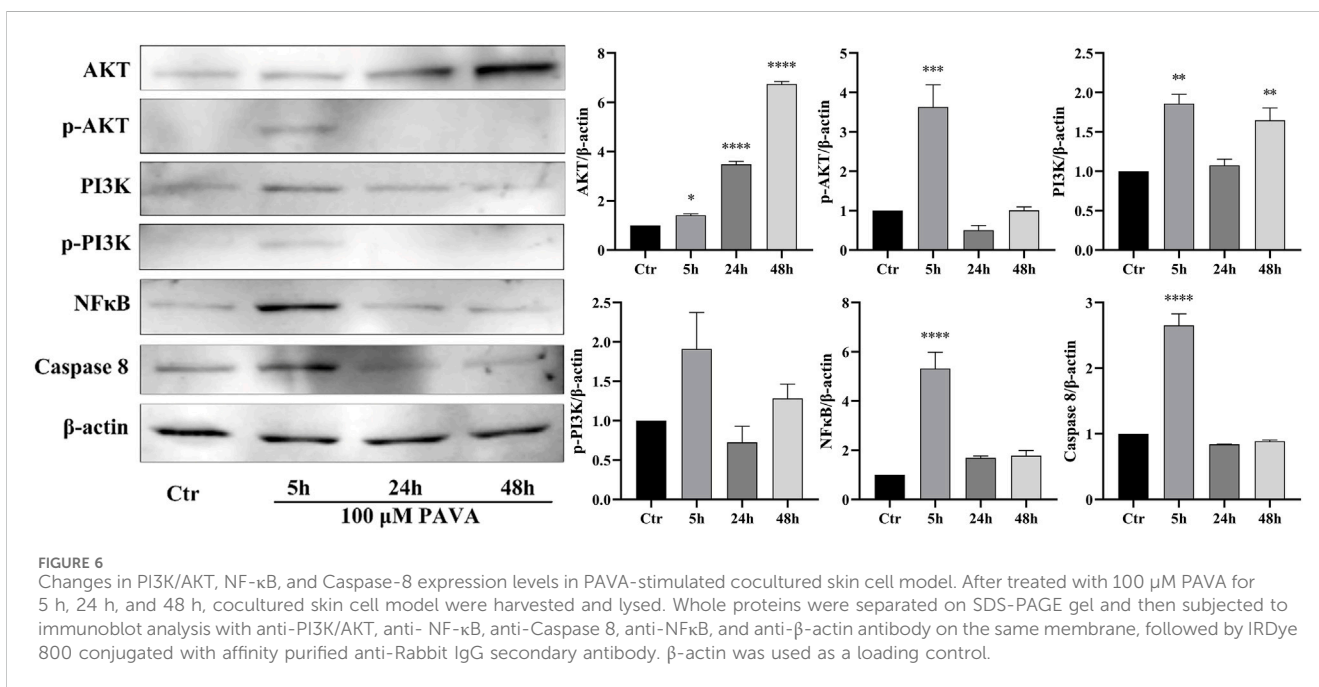 AKT
p-AKT
PI3K
p-PI3K
NFκB
Caspase 8
β-actin
Ctr 5h 24h 48h
100 μM PAVA
AKT/β-actin
8
6
4
2
0
* **** ****
Ctr 5h 24h 48h
p-AKT/β-actin
5
4
3
2
1
0
***
Ctr 5h 24h 48h
PI3K/β-actin
2.5
2.0
1.5
1.0
0.5
0.0
** **
Ctr 5h 24h 48h
p-PI3K/β-actin
2.5
2.0
1.5
1.0
0.5
0.0
Ctr 5h 24h 48h
NFκB/β-actin
8
6
4
2
0
****
Ctr 5h 24h 48h
Caspase 8/β-actin
3
2
1
0
****
Ctr 5h 24h 48h
FIGURE 6
Changes in PI3K/AKT, NF-κB, and Caspase-8 expression levels in PAVA-stimulated cocultured skin cell model. After treated with 100 μM PAVA for
5 h, 24 h, and 48 h, cocultured skin cell model were harvested and lysed. Whole proteins were separated on SDS-PAGE gel and then subjected to
immunoblot analysis with anti-PI3K/AKT, anti- NF-κB, anti-Caspase 8, anti-NFκB, and anti-β-actin antibody on the same membrane, followed by IRDye
800 conjugated with affinity purified anti-Rabbit IgG secondary antibody. β-actin was used as a loading control.